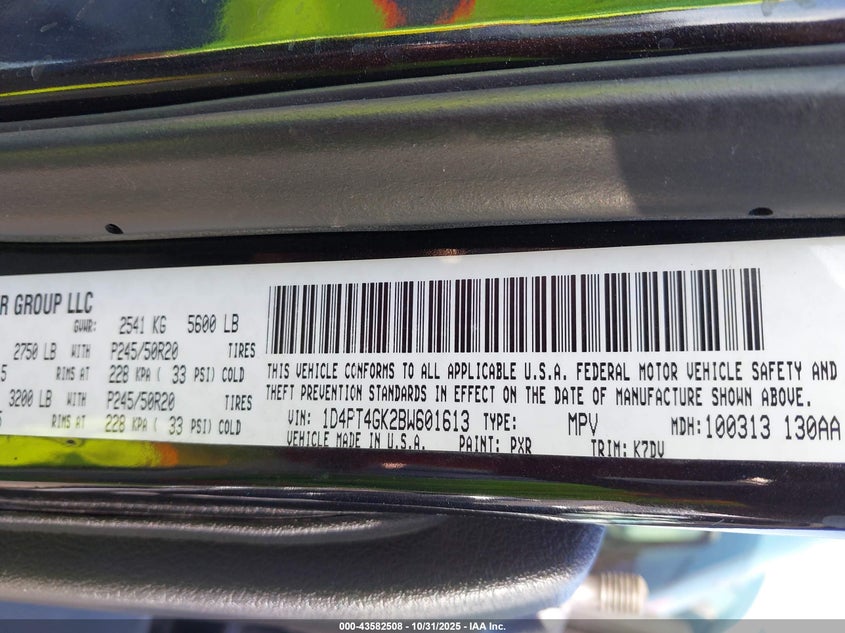 R GROUP LLC
GVWR: 2541 KG 5600 LB
2750 LB WITH P245/50R20 TIRES
5 RIMS AT 228 KPA ( 33 PSI) COLD
3200 LB WITH P245/50R20 TIRES
5 RIMS AT 228 KPA ( 33 PSI) COLD
THIS VEHICLE CONFORMS TO ALL APPLICABLE U.S.A. FEDERAL MOTOR VEHICLE SAFETY AND
THEFT PREVENTION STANDARDS IN EFFECT ON THE DATE OF MANUFACTURE SHOWN ABOVE.
VIN: 1D4PT4GK2BW601613 TYPE: MPV MDH:100313 130AA
VEHICLE MADE IN U.S.A. PAINT: PXR TRIM: K7DV
000-43582508 - 10/31/2025 - IAA Inc.